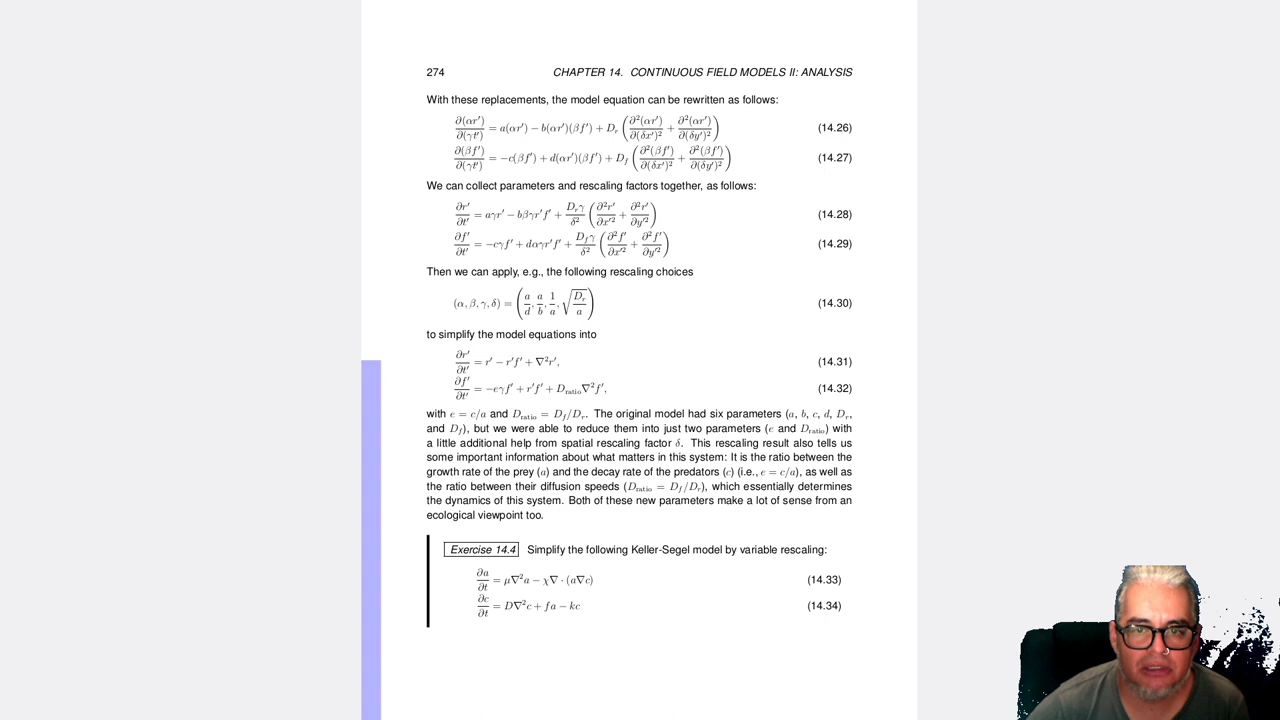 274 CHAPTER 14. CONTINUOUS FIELD MODELS II: ANALYSIS
With these replacements, the model equation can be rewritten as follows:
∂(αr′)/∂(γt′) = a(αr′) − b(αr′)(βf′) + D_r (∂²(αr′)/∂(δx′)² + ∂²(αr′)/∂(δy′)²) (14.26)
∂(βf′)/∂(γt′) = −c(βf′) + d(αr′)(βf′) + D_f (∂²(βf′)/∂(δx′)² + ∂²(βf′)/∂(δy′)²) (14.27)
We can collect parameters and rescaling factors together, as follows:
∂r′/∂t′ = aγr′ − bβγr′f′ + D_rγ/δ² (∂²r′/∂x′² + ∂²r′/∂y′²) (14.28)
∂f′/∂t′ = −cγf′ + dαγr′f′ + D_fγ/δ² (∂²f′/∂x′² + ∂²f′/∂y′²) (14.29)
Then we can apply, e.g., the following rescaling choices
(α, β, γ, δ) = (a/d, a/b, 1/a, √(D_r/a)) (14.30)
to simplify the model equations into
∂r′/∂t′ = r′ − r′f′ + ∇²r′, (14.31)
∂f′/∂t′ = −eγf′ + r′f′ + D_ratio∇²f′, (14.32)
with e = c/a and D_ratio = D_f/D_r. The original model had six parameters (a, b, c, d, D_r,
and D_f), but we were able to reduce them into just two parameters (e and D_ratio) with
a little additional help from spatial rescaling factor δ. This rescaling result also tells us
some important information about what matters in this system: It is the ratio between the
growth rate of the prey (a) and the decay rate of the predators (c) (i.e., e = c/a), as well as
the ratio between their diffusion speeds (D_ratio = D_f/D_r), which essentially determines
the dynamics of this system. Both of these new parameters make a lot of sense from an
ecological viewpoint too.
Exercise 14.4 Simplify the following Keller-Segel model by variable rescaling:
∂a/∂t = μ∇²a − χ∇ · (a∇c) (14.33)
∂c/∂t = D∇²c + fa − kc (14.34)